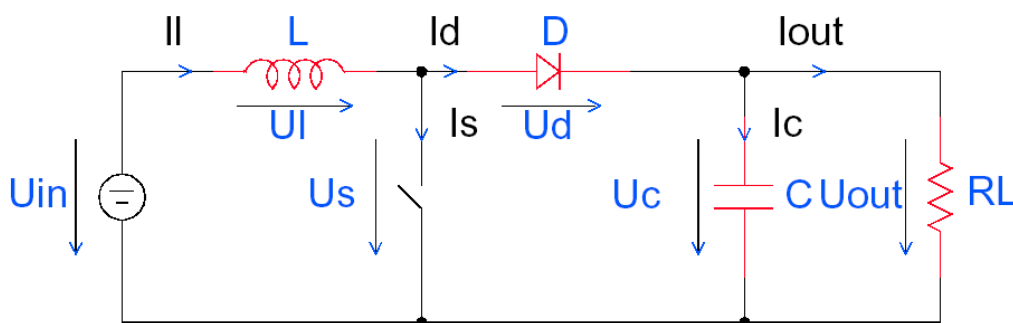 Il L Id D Iout
Ul Is Ud Ic
Uin Us Uc C Uout RL